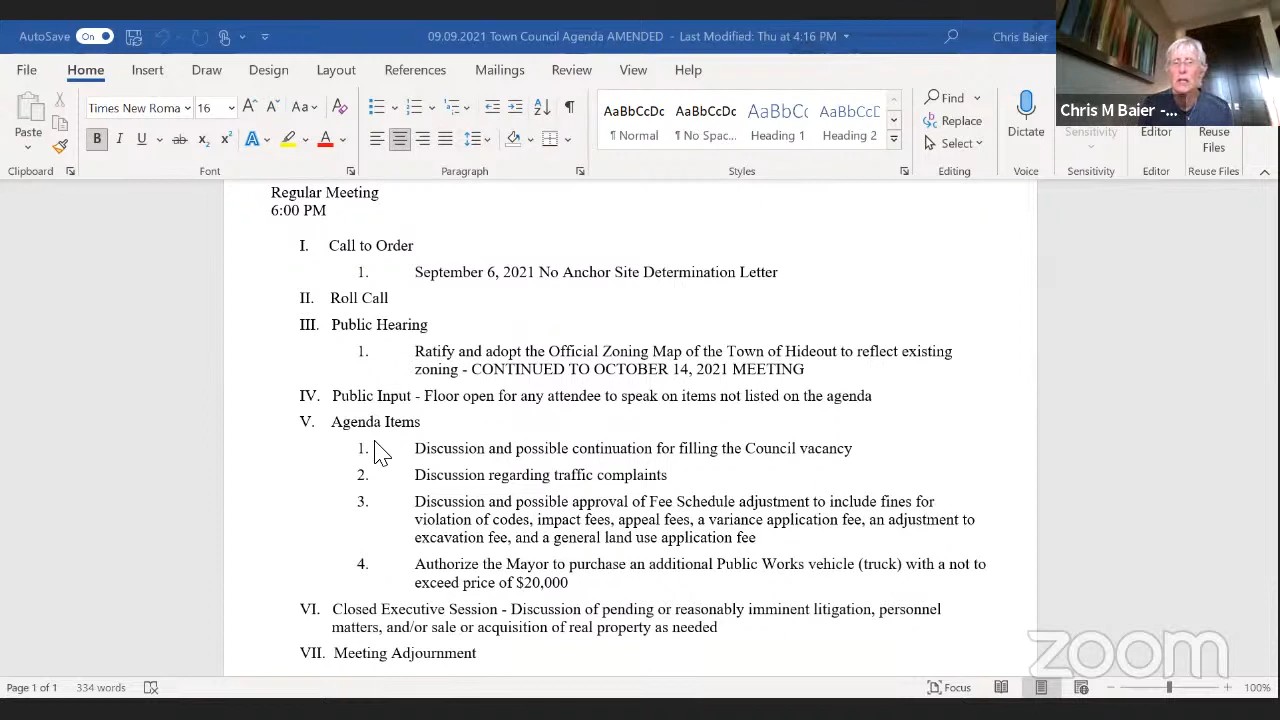 AutoSave On 09.09.2021 Town Council Agenda AMENDED - Last Modified: Thu at 4:16 PM Chris Baier
File Home Insert Draw Design Layout References Mailings Review View Help
Chris M Baier -...
Times New Roma 16 Aa AaBbCcDc AaBbCcDc AaBbCc AaBbCcD Find
Paste B I U ab x₂ x² A A ¶ Normal ¶ No Spac... Heading 1 Heading 2 Replace Dictate Sensitivity Editor Reuse Files
Select
Clipboard Font Paragraph Styles Editing Voice Sensitivity Editor Reuse Files
Regular Meeting
6:00 PM
I. Call to Order
1. September 6, 2021 No Anchor Site Determination Letter
II. Roll Call
III. Public Hearing
1. Ratify and adopt the Official Zoning Map of the Town of Hideout to reflect existing
zoning - CONTINUED TO OCTOBER 14, 2021 MEETING
IV. Public Input - Floor open for any attendee to speak on items not listed on the agenda
V. Agenda Items
1. Discussion and possible continuation for filling the Council vacancy
2. Discussion regarding traffic complaints
3. Discussion and possible approval of Fee Schedule adjustment to include fines for
violation of codes, impact fees, appeal fees, a variance application fee, an adjustment to
excavation fee, and a general land use application fee
4. Authorize the Mayor to purchase an additional Public Works vehicle (truck) with a not to
exceed price of $20,000
VI. Closed Executive Session - Discussion of pending or reasonably imminent litigation, personnel
matters, and/or sale or acquisition of real property as needed
VII. Meeting Adjournment
zoom
Page 1 of 1 334 words Focus 100%